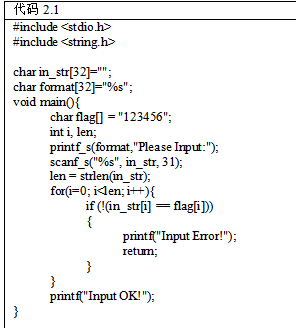 代码 2.1
#include <stdio.h>
#include <string.h>
char in_str[32]="";
char format[32]="%s";
void main(){
char flag[] = "123456";
int i, len;
printf_s(format,"Please Input:");
scanf_s("%s", in_str, 31);
len = strlen(in_str);
for(i=0; i<len; i++){
if (!(in_str[i] == flag[i]))
{
printf("Input Error!");
return;
}
}
printf("Input OK!");
}